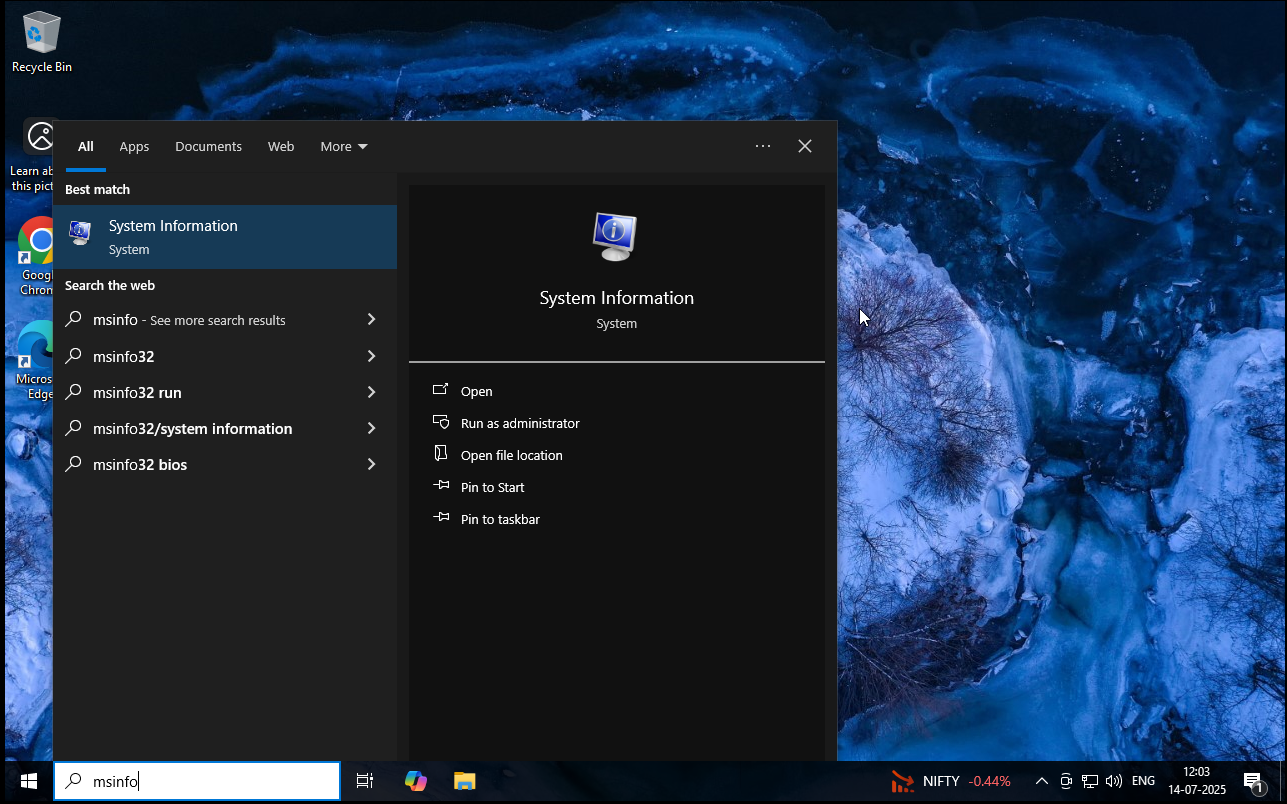 Recycle Bin
Learn ab
this pict
Googl
Chrom
Micros
Edge
All
Apps
Documents
Web
More
Best match
System Information
System
Search the web
msinfo - See more search results
msinfo32
msinfo32 run
msinfo32/system information
msinfo32 bios
System Information
System
Open
Run as administrator
Open file location
Pin to Start
Pin to taskbar
msinfo
NIFTY -0.44%
ENG
12:03
14-07-2025
1